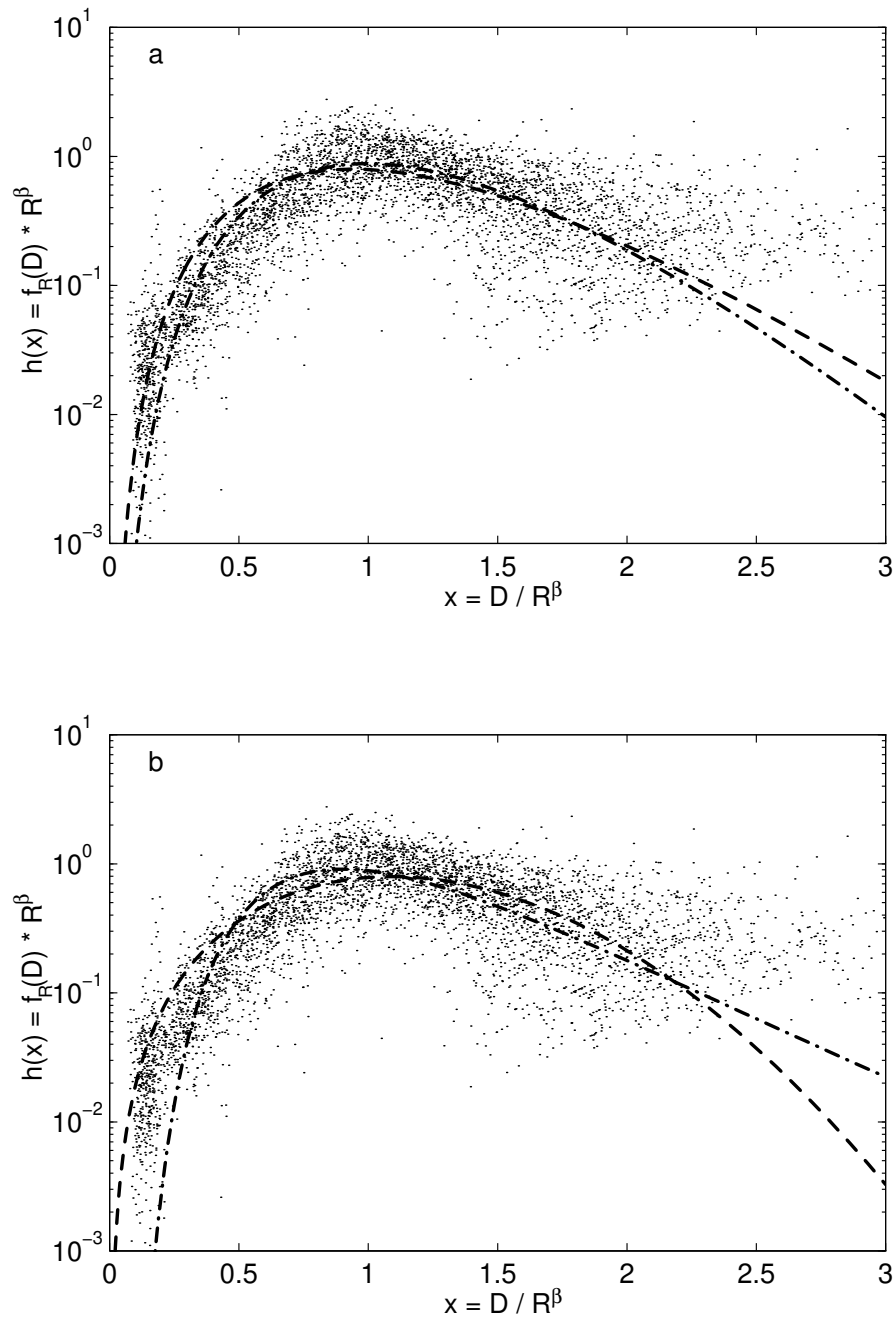 a
10^1
10^0
10^-1
10^-2
10^-3
h(x) = f_R(D) * R^β
0 0.5 1 1.5 2 2.5 3
x = D / R^β
b
10^1
10^0
10^-1
10^-2
10^-3
h(x) = f_R(D) * R^β
0 0.5 1 1.5 2 2.5 3
x = D / R^β